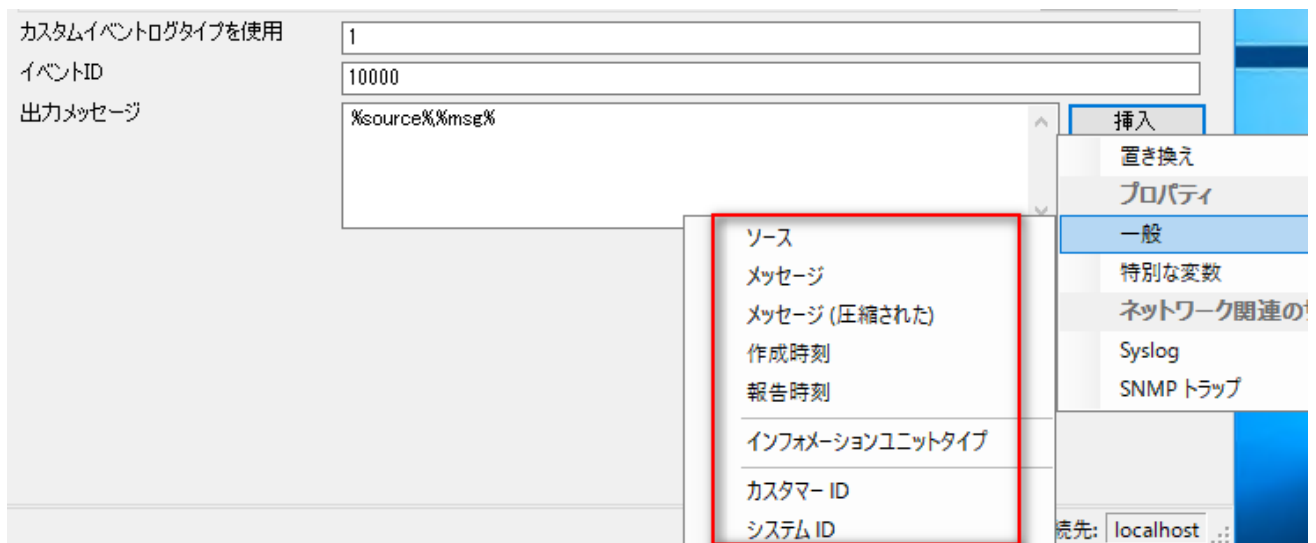 カスタムイベントログタイプを使用
1
イベントID
10000
出力メッセージ
%source%,%msg%
挿入
置き換え
プロパティ
一般
特別な変数
ネットワーク関連の
Syslog
SNMP トラップ
ソース
メッセージ
メッセージ (圧縮された)
作成時刻
報告時刻
インフォメーションユニットタイプ
カスタマー ID
システム ID
続先: localhost